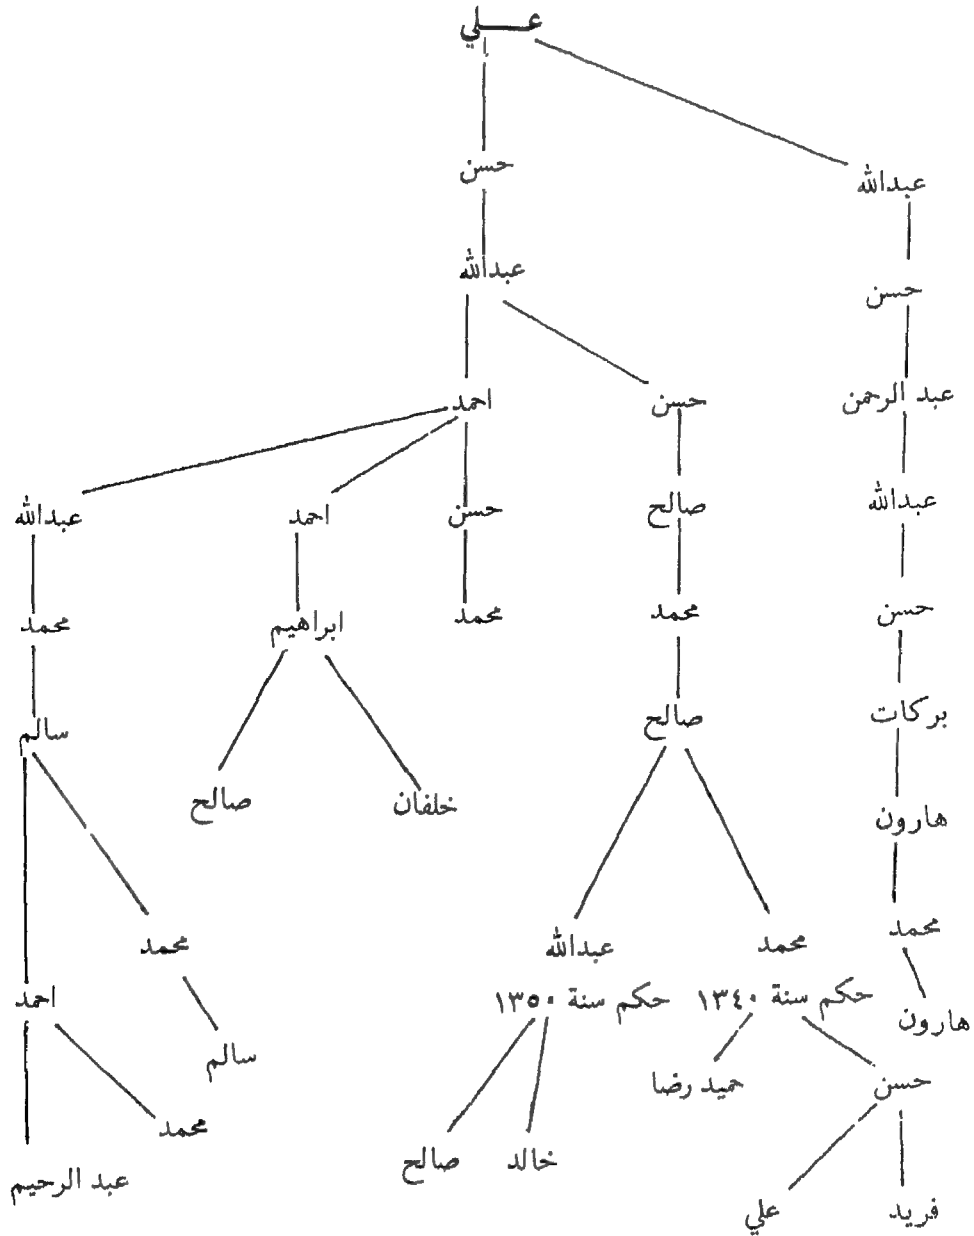 علي
حسن
عبدالله
عبدالله
حسن
احمد
حسن
عبد الرحمن
عبدالله
احمد
حسن
صالح
عبدالله
محمد
ابراهيم
محمد
محمد
حسن
سالم
صالح
بركات
صالح
خلفان
هارون
محمد
عبدالله
محمد
محمد
احمد
حكم سنة ١٣٥٠
حكم سنة ١٣٤٠
هارون
سالم
حميد رضا
حسن
محمد
صالح
خالد
عبد الرحيم
علي
فريد